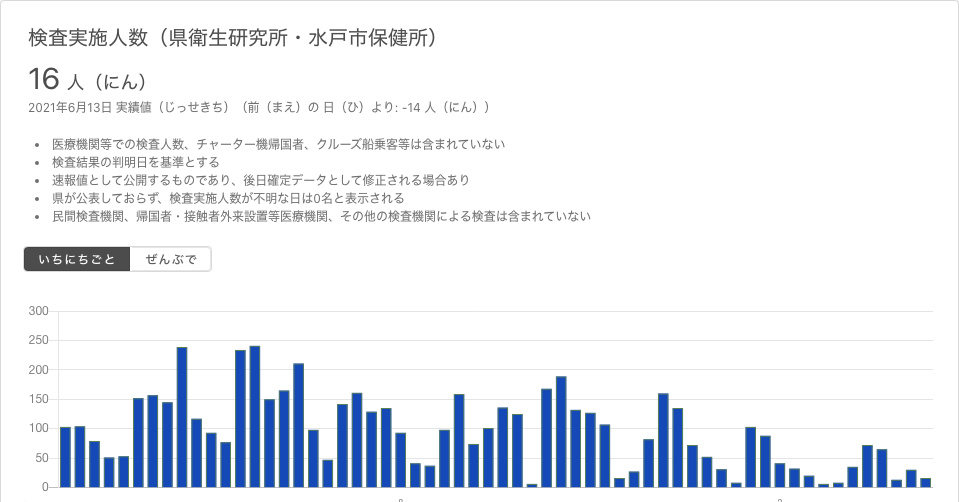 検査実施人数（県衛生研究所・水戸市保健所）
16 人（にん）
2021年6月13日 実績値（じっせきち）（前（まえ）の 日（ひ）より: -14 人（にん））
• 医療機関等での検査人数、チャーター機帰国者、クルーズ船乗客等は含まれていない
• 検査結果の判明日を基準とする
• 速報値として公開するものであり、後日確定データとして修正される場合あり
• 県が公表しておらず、検査実施人数が不明な日は0名と表示される
• 民間検査機関、帰国者・接触者外来設置等医療機関、その他の検査機関による検査は含まれていない
いちにちごと ぜんぶで
300
250
200
150
100
50
0